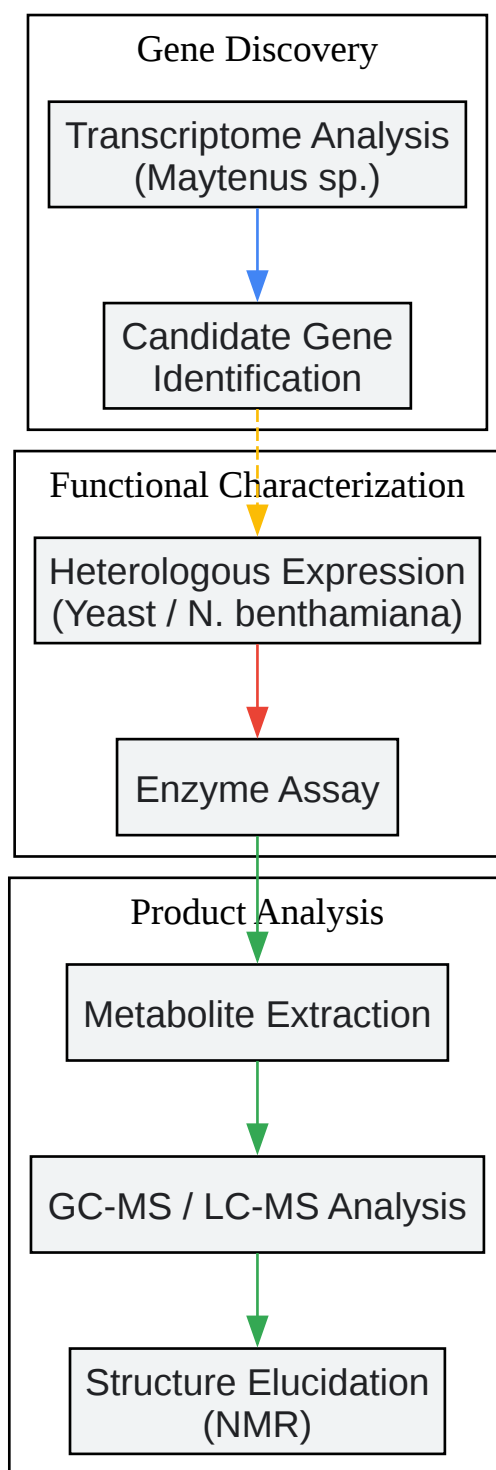 Gene Discovery
Transcriptome Analysis
(Maytenus sp.)
Candidate Gene
Identification
Functional Characterization
Heterologous Expression
(Yeast / N. benthamiana)
Enzyme Assay
Product Analysis
Metabolite Extraction
GC-MS / LC-MS Analysis
Structure Elucidation
(NMR)